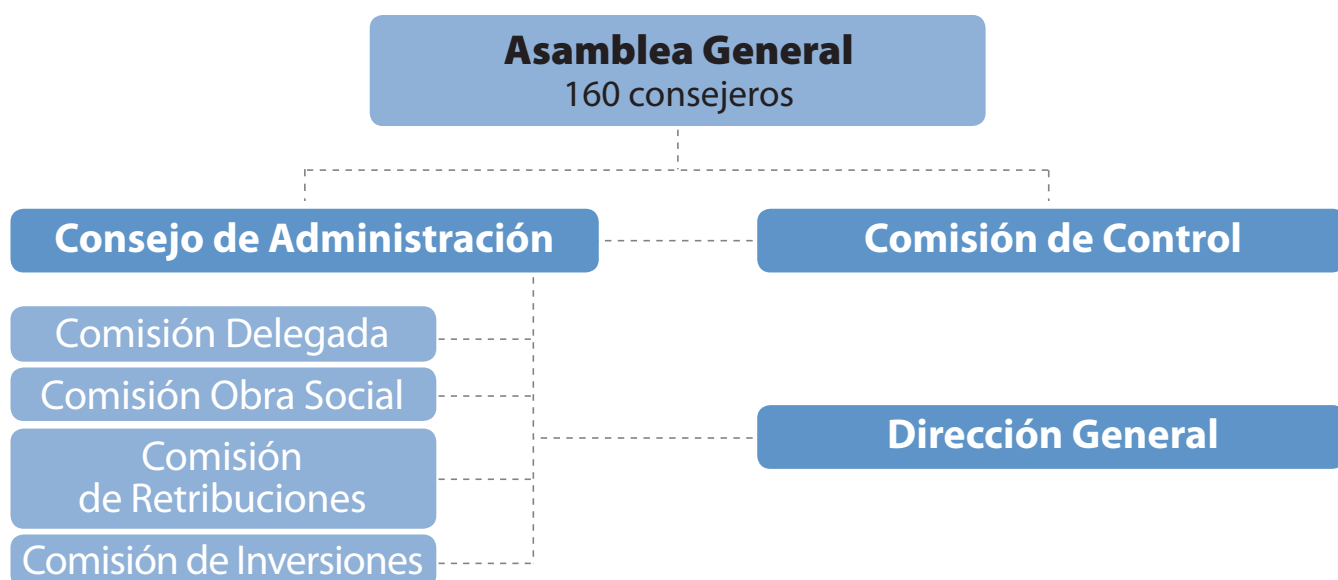 Asamblea General
160 consejeros
Consejo de Administración
Comisión de Control
Comisión Delegada
Comisión Obra Social
Comisión
de Retribuciones
Dirección General
Comisión de Inversiones